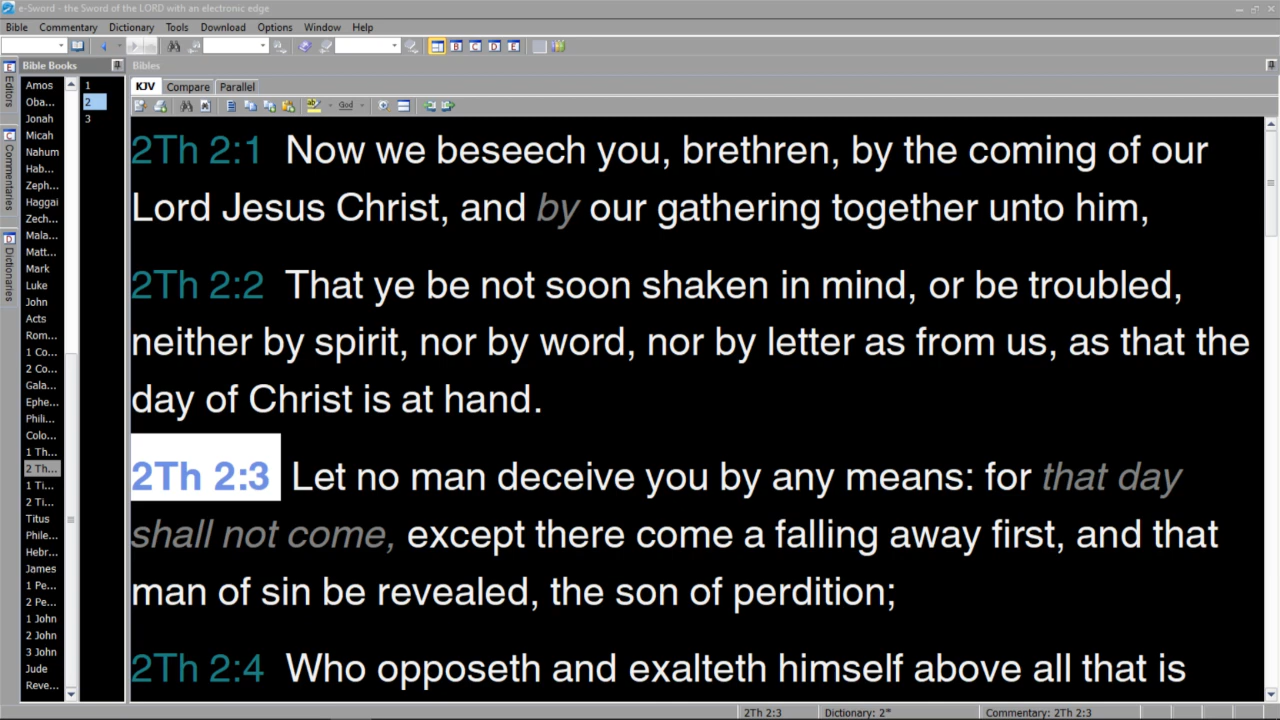 e-Sword - the Sword of the LORD with an electronic edge
Bible Commentary Dictionary Tools Download Options Window Help
B C D E
E Editors
C Commentaries
D Dictionaries
Bible Books
Amos
Oba...
Jonah
Micah
Nahum
Hab...
Zeph...
Haggai
Zech...
Mala...
Matt...
Mark
Luke
John
Acts
Rom...
1 Co...
2 Co...
Gala...
Ephe...
Phili...
Colo...
1 Th...
2 Th...
1 Ti...
2 Ti...
Titus
Phile...
Hebr...
James
1 Pe...
2 Pe...
1 John
2 John
3 John
Jude
Reve...
1
2
3
Bibles
KJV Compare Parallel
God
2Th 2:1 Now we beseech you, brethren, by the coming of our
Lord Jesus Christ, and by our gathering together unto him,
2Th 2:2 That ye be not soon shaken in mind, or be troubled,
neither by spirit, nor by word, nor by letter as from us, as that the
day of Christ is at hand.
2Th 2:3 Let no man deceive you by any means: for that day
shall not come, except there come a falling away first, and that
man of sin be revealed, the son of perdition;
2Th 2:4 Who opposeth and exalteth himself above all that is
2Th 2:3 Dictionary: 2* Commentary: 2Th 2:3